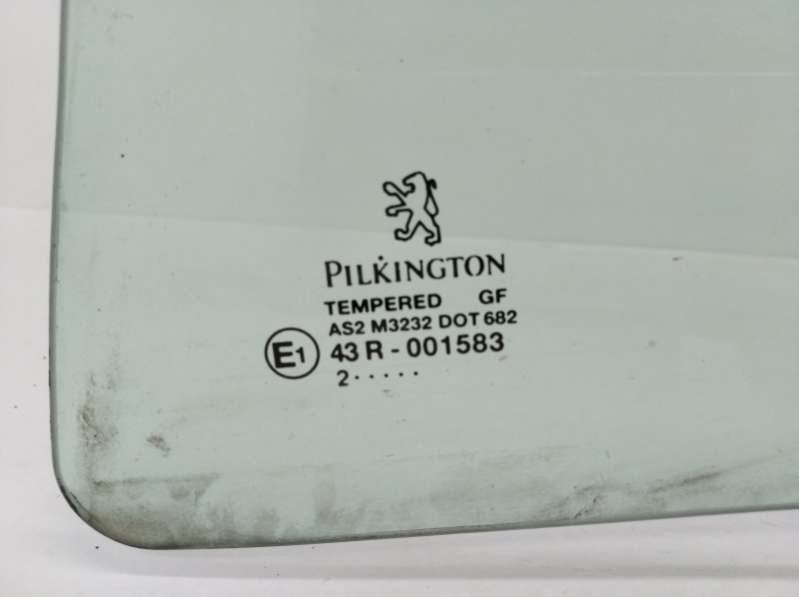 PILKINGTON
TEMPERED GF
AS2 M3232 DOT 682
E1 43 R - 001583
2 · · · · ·